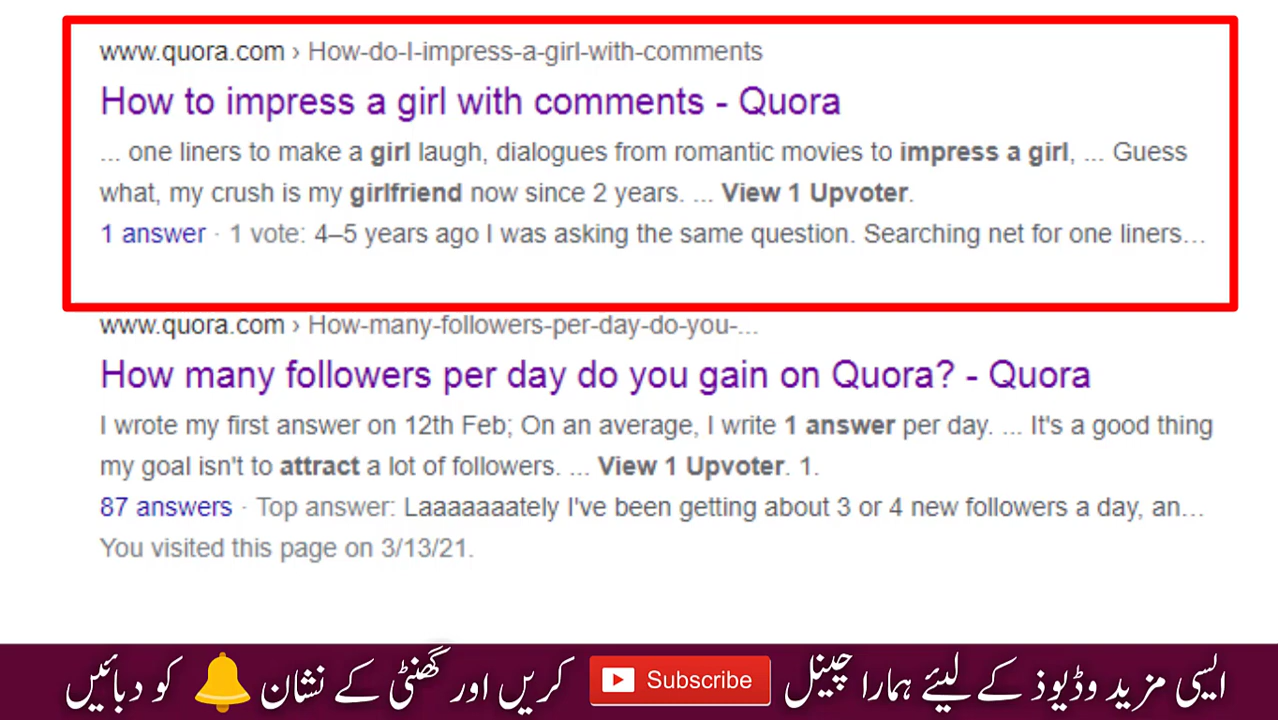 www.quora.com › How-do-I-impress-a-girl-with-comments
How to impress a girl with comments - Quora
... one liners to make a girl laugh, dialogues from romantic movies to impress a girl, ... Guess
what, my crush is my girlfriend now since 2 years. ... View 1 Upvoter.
1 answer · 1 vote: 4–5 years ago I was asking the same question. Searching net for one liners...
www.quora.com › How-many-followers-per-day-do-you-...
How many followers per day do you gain on Quora? - Quora
I wrote my first answer on 12th Feb; On an average, I write 1 answer per day. ... It's a good thing
my goal isn't to attract a lot of followers. ... View 1 Upvoter. 1.
87 answers · Top answer: Laaaaaaately I've been getting about 3 or 4 new followers a day, an...
You visited this page on 3/13/21.
ایسی مزید وڈیوذ کے لیئے ہمارا چینل Subscribe کریں اور گھنٹی کے نشان کو دبائیں